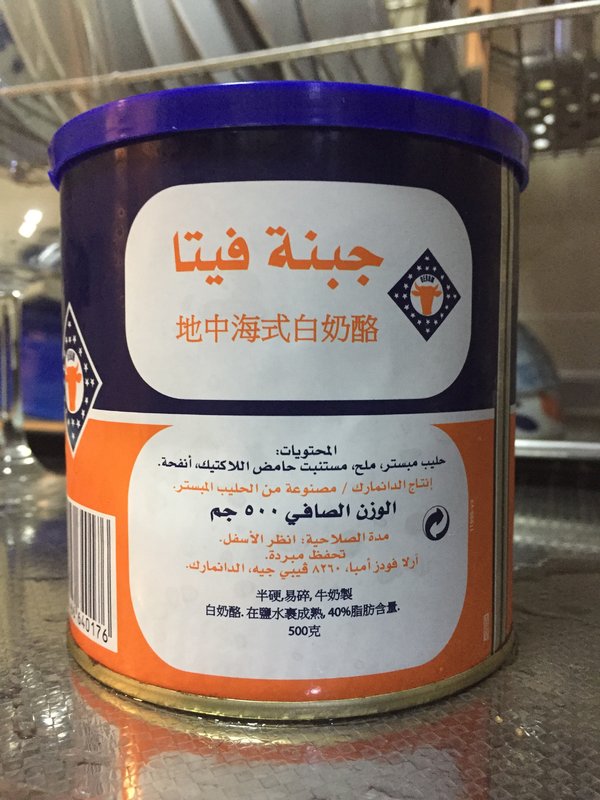 جبنة فيتا
地中海式白奶酪
المحتويات:
حليب مبستر، ملح، مستنبت حامض اللاكتيك، أنفحة.
إنتاج الدانمارك / مصنوعة من الحليب المبستر.
الوزن الصافي ٥٠٠ جم
مدة الصلاحية: انظر الأسفل.
تحفظ مبردة.
أرلا فودز أمبا، ٨٢٦٠ ڤيبي جيه، الدانمارك.
半硬,易碎, 牛奶製
白奶酪. 在鹽水裹成熟, 40%脂肪含量.
500克
640176